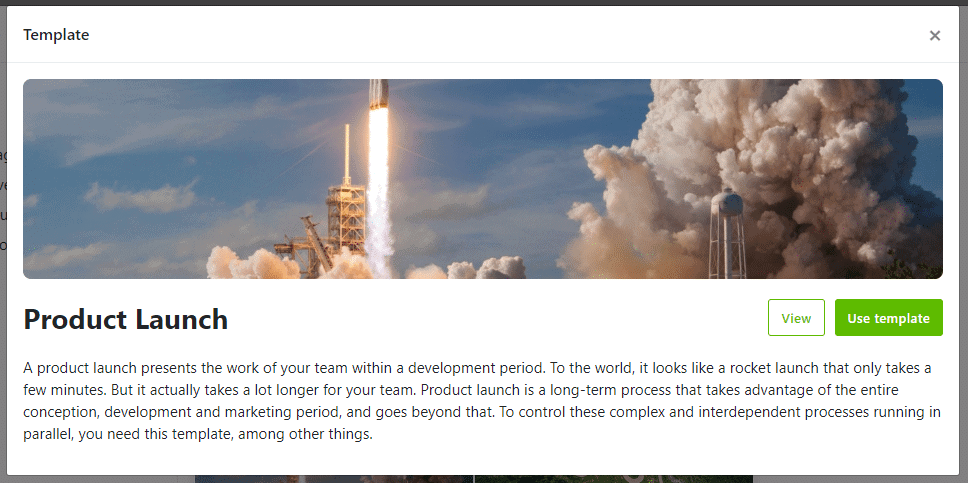 Template
Product Launch
View
Use template
A product launch presents the work of your team within a development period. To the world, it looks like a rocket launch that only takes a
few minutes. But it actually takes a lot longer for your team. Product launch is a long-term process that takes advantage of the entire
conception, development and marketing period, and goes beyond that. To control these complex and interdependent processes running in
parallel, you need this template, among other things.